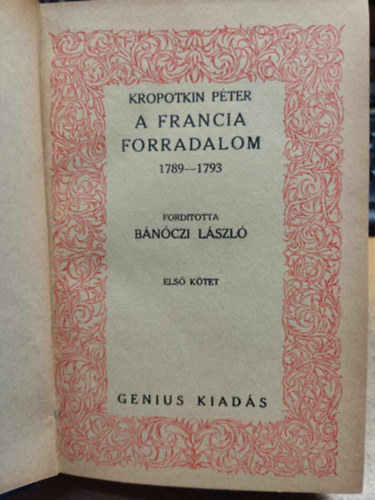 KROPOTKIN PÉTER
A FRANCIA
FORRADALOM
1789—1793
FORDITOTTA
BÁNÓCZI LÁSZLÓ
ELSŐ KÖTET
GENIUS KIADÁS